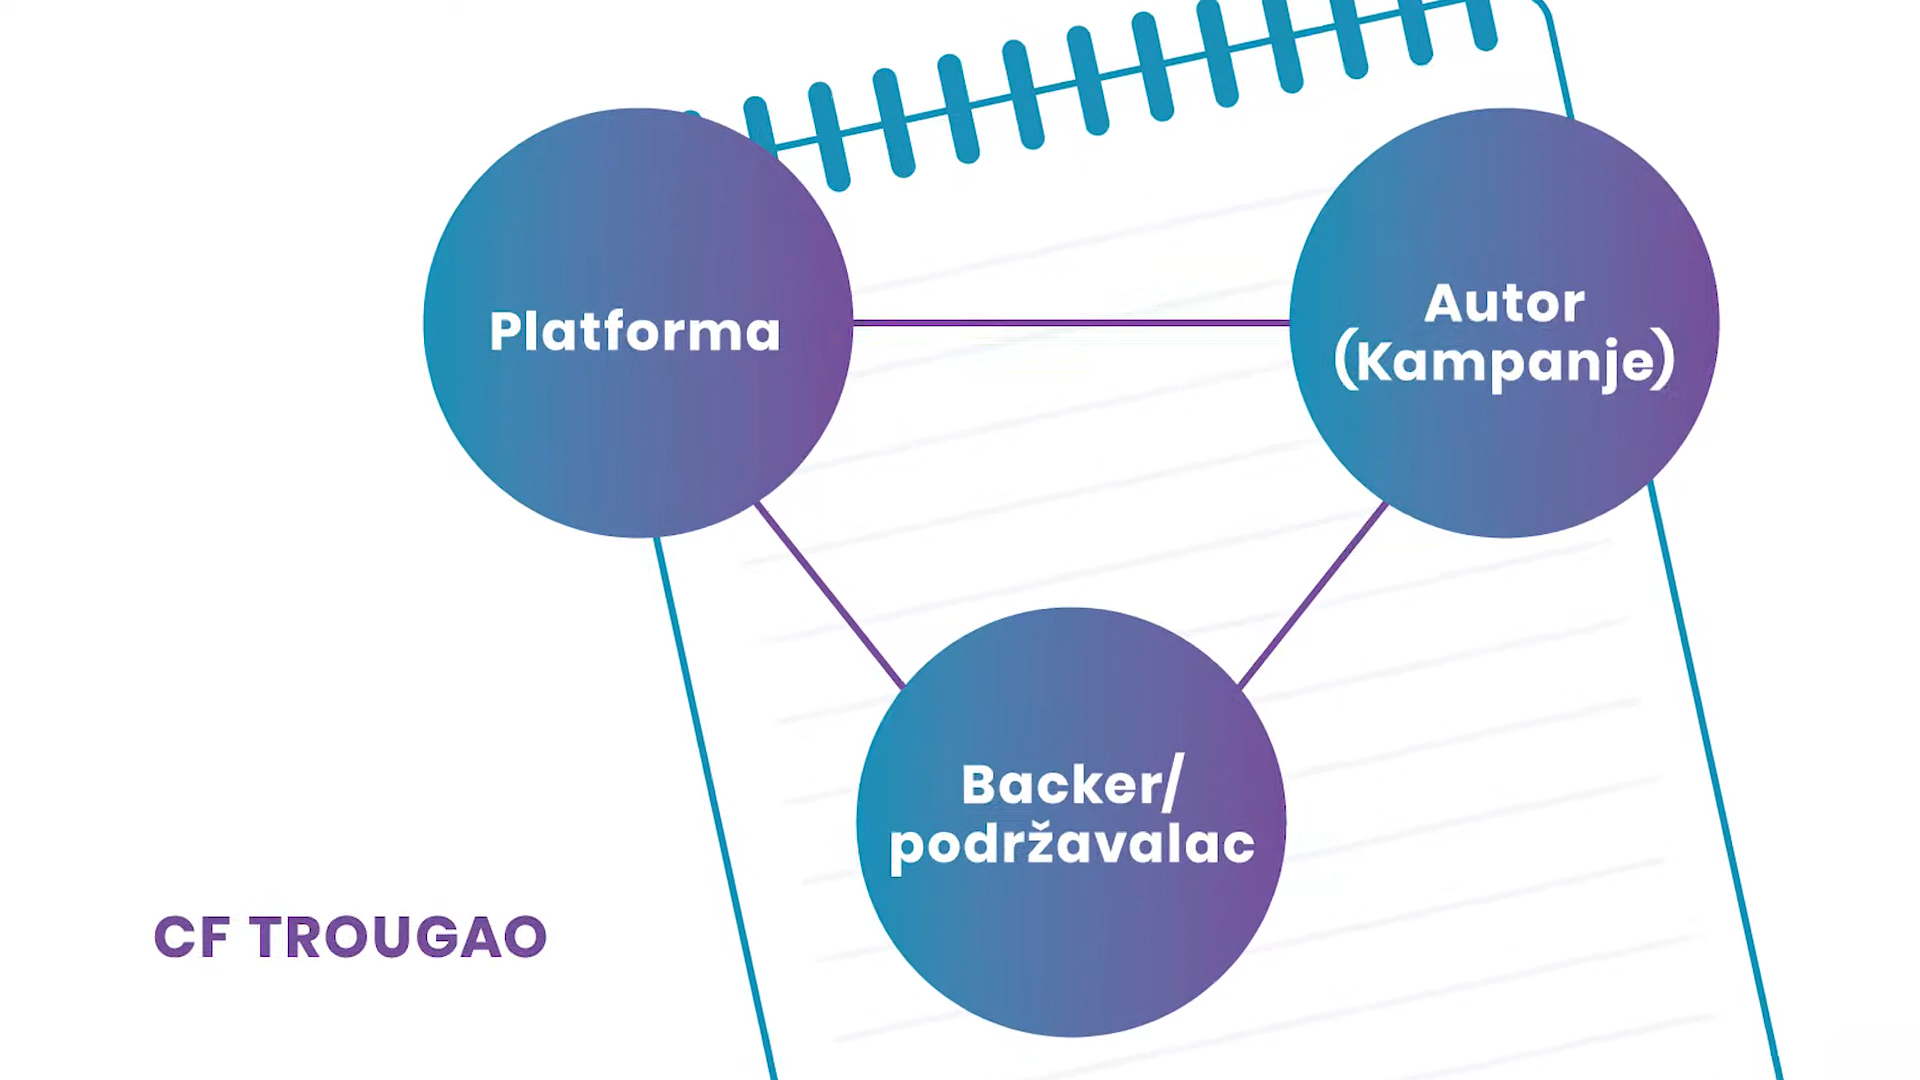 Platforma
Autor
(Kampanje)
Backer/
podržavalac
CF TROUGAO